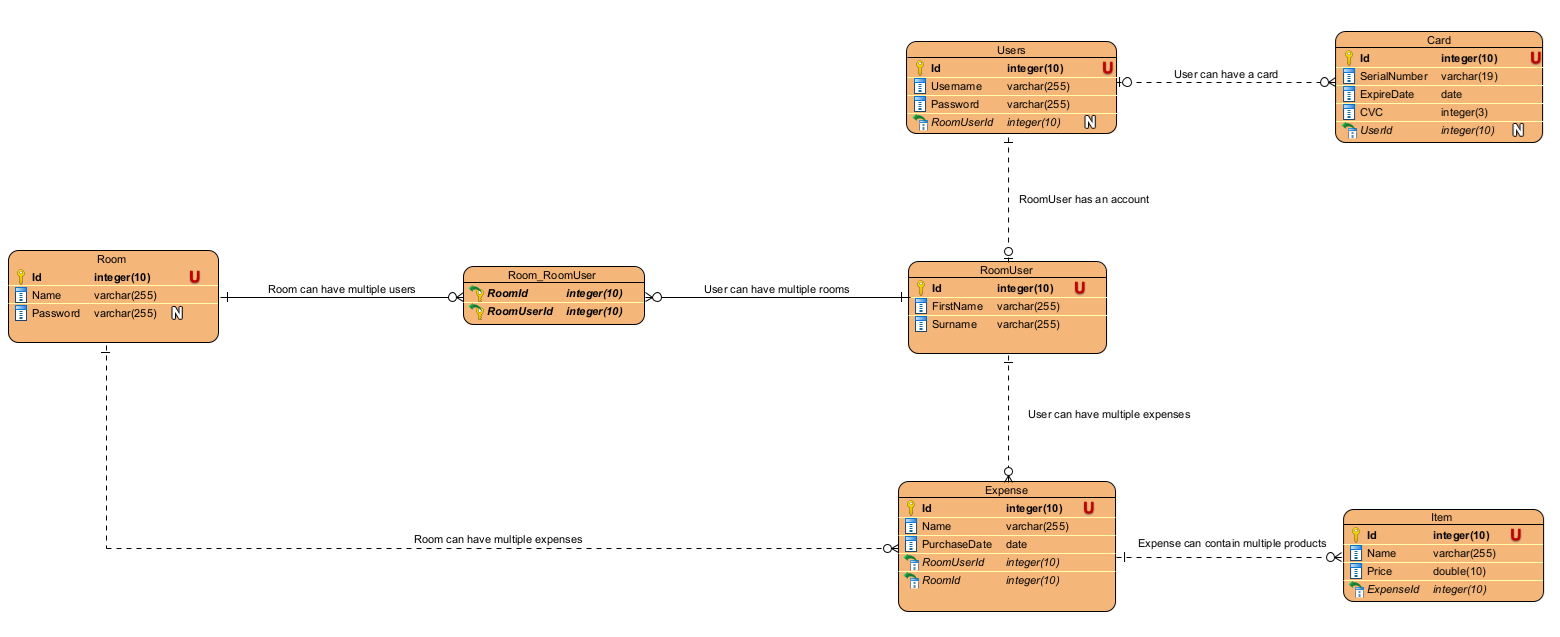 Users
Id integer(10) U
Username varchar(255)
Password varchar(255)
RoomUserId integer(10) N
User can have a card
Card
Id integer(10) U
SerialNumber varchar(19)
ExpireDate date
CVC integer(3)
UserId integer(10) N
RoomUser has an account
Room
Id integer(10) U
Name varchar(255)
Password varchar(255) N
Room can have multiple users
Room_RoomUser
RoomId integer(10)
RoomUserId integer(10)
User can have multiple rooms
RoomUser
Id integer(10) U
FirstName varchar(255)
Surname varchar(255)
User can have multiple expenses
Room can have multiple expenses
Expense
Id integer(10) U
Name varchar(255)
PurchaseDate date
RoomUserId integer(10)
RoomId integer(10)
Expense can contain multiple products
Item
Id integer(10) U
Name varchar(255)
Price double(10)
ExpenseId integer(10)